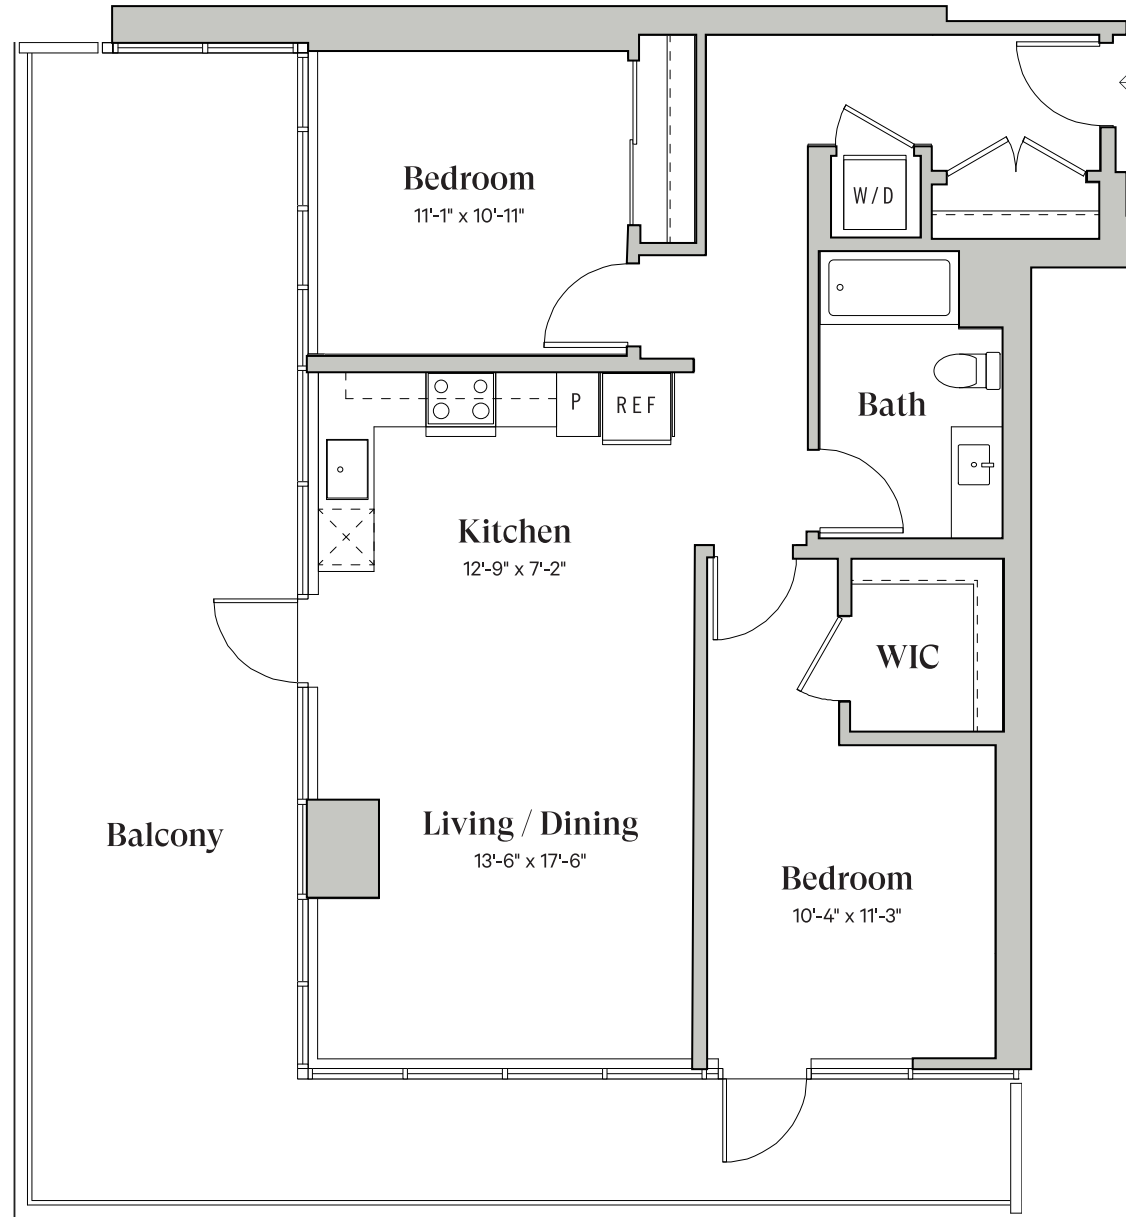 Bedroom
11'-1" x 10'-11"
W/D
Bath
P
REF
Kitchen
12'-9" x 7'-2"
WIC
Balcony
Living / Dining
13'-6" x 17'-6"
Bedroom
10'-4" x 11'-3"